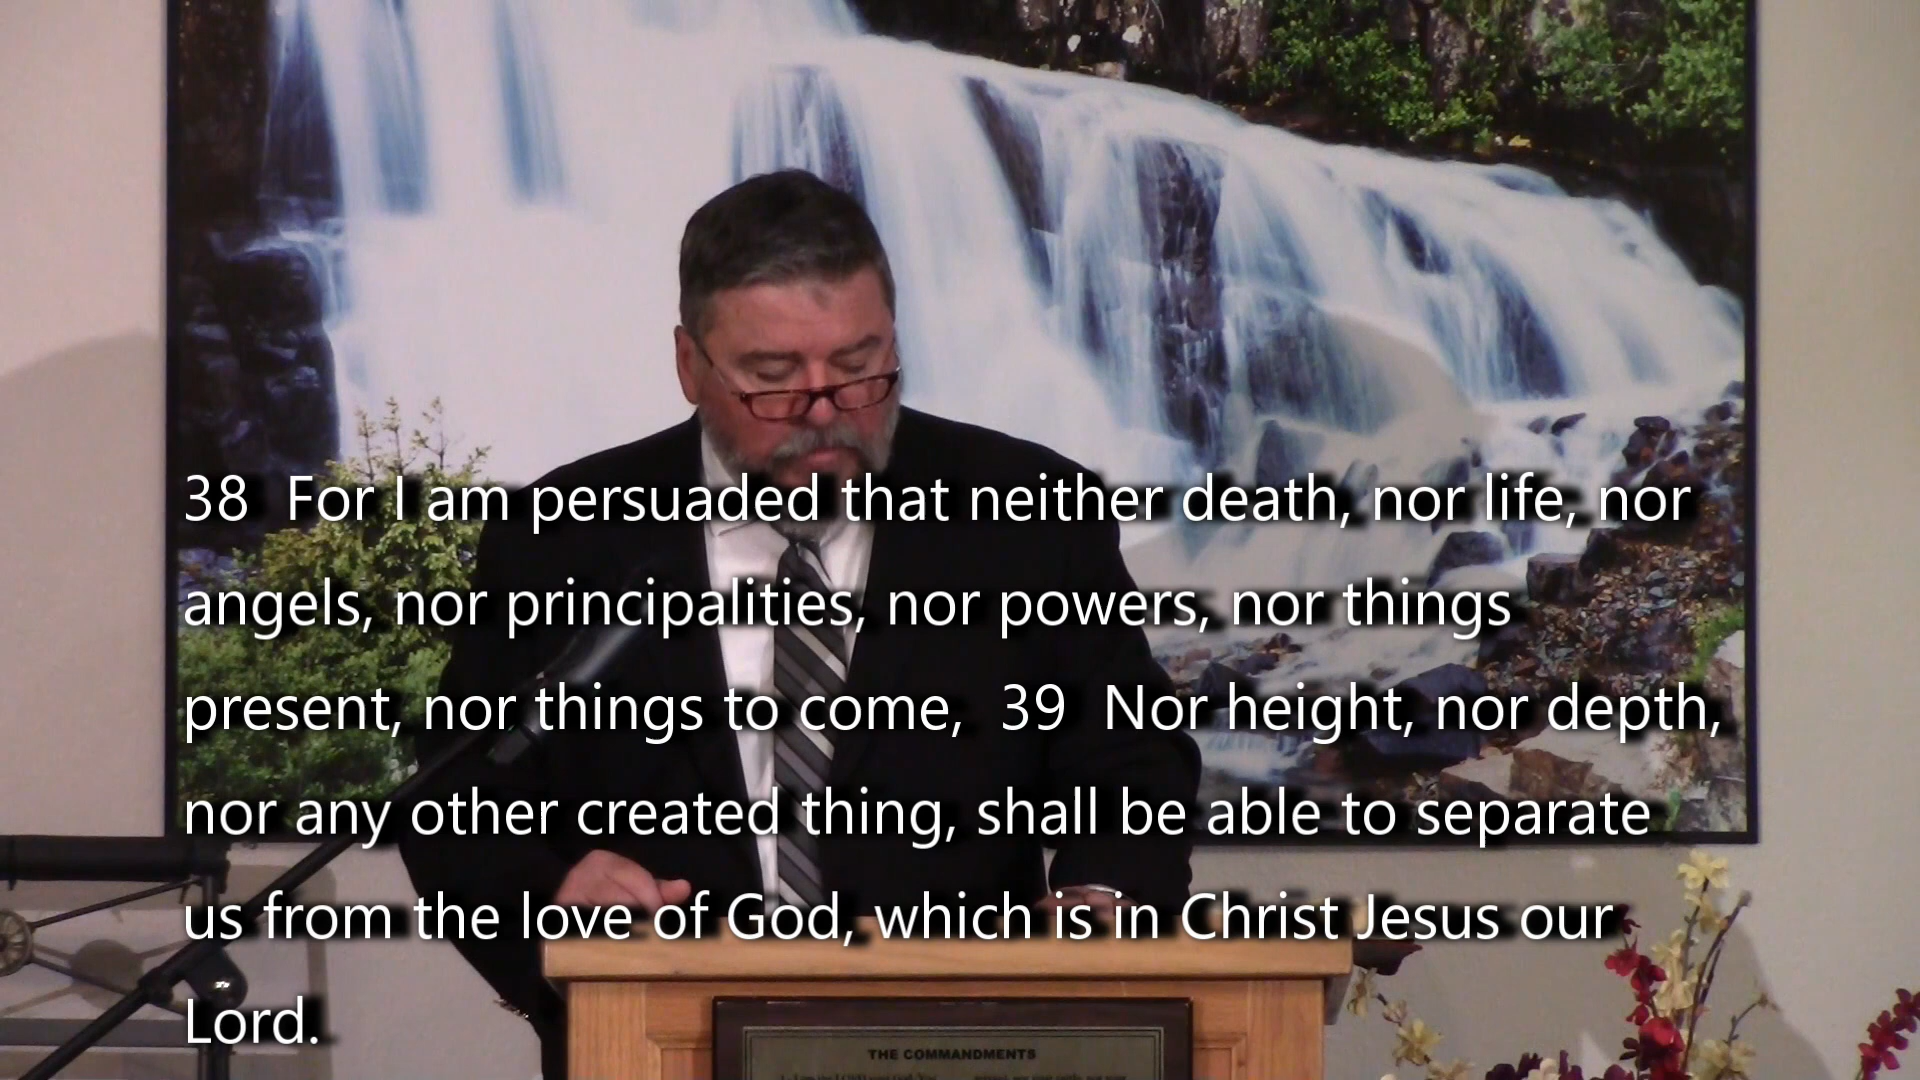 38 For I am persuaded that neither death, nor life, nor
angels, nor principalities, nor powers, nor things
present, nor things to come, 39 Nor height, nor depth,
nor any other created thing, shall be able to separate
us from the love of God, which is in Christ Jesus our
Lord.
THE COMMANDMENTS